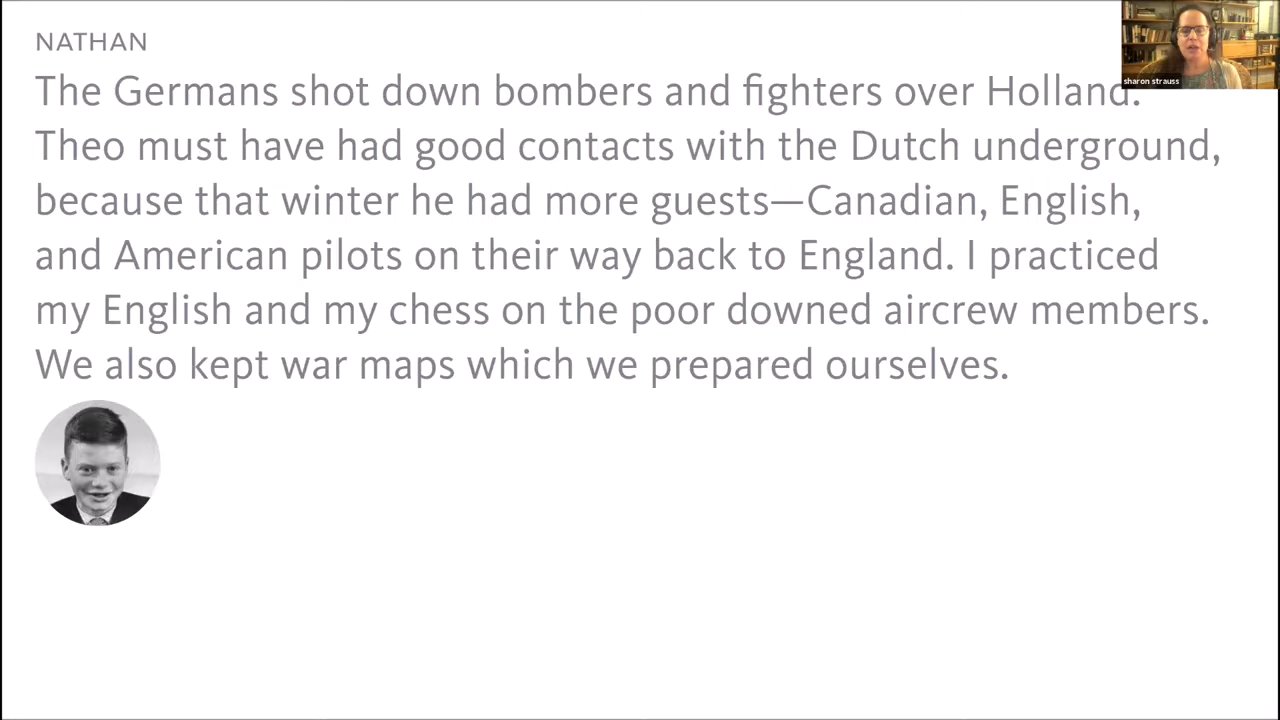 NATHAN
The Germans shot down bombers and fighters over Holland.
Theo must have had good contacts with the Dutch underground,
because that winter he had more guests—Canadian, English,
and American pilots on their way back to England. I practiced
my English and my chess on the poor downed aircrew members.
We also kept war maps which we prepared ourselves.
sharon strauss